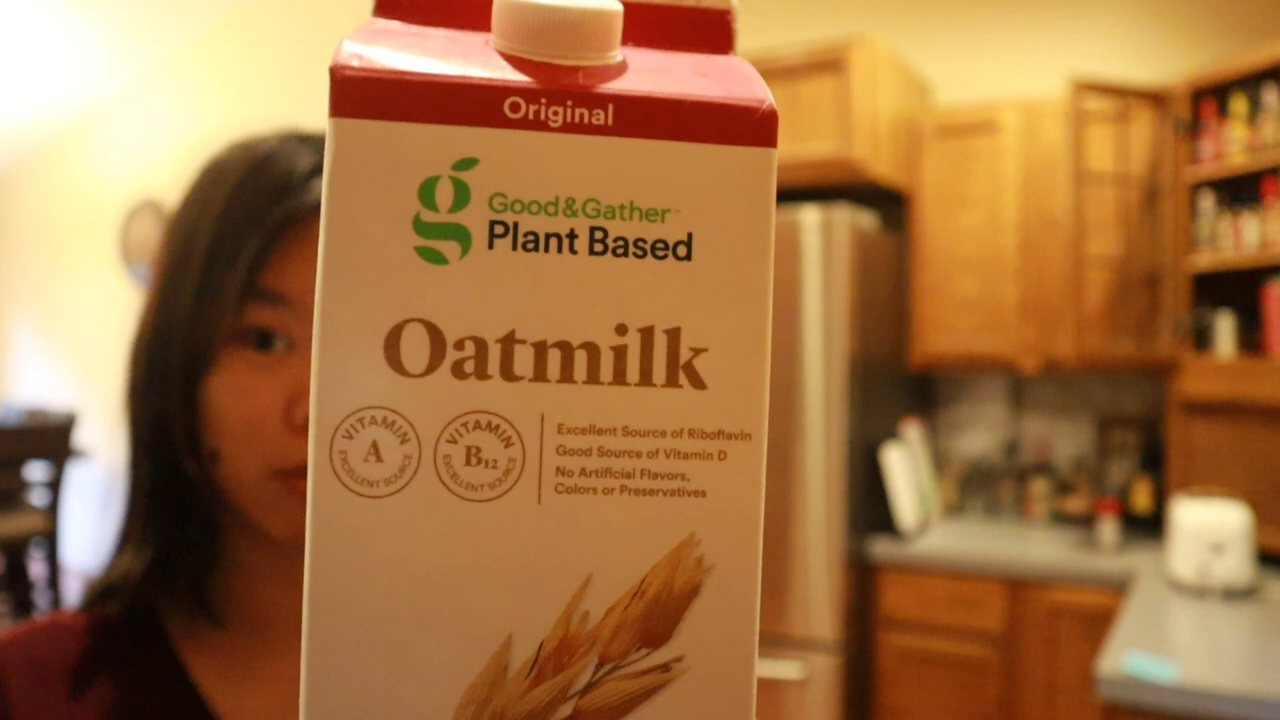 Original
g
Good&Gather™
Plant Based
Oatmilk
VITAMIN
A
EXCELLENT SOURCE
VITAMIN
B12
EXCELLENT SOURCE
Excellent Source of Riboflavin
Good Source of Vitamin D
No Artificial Flavors,
Colors or Preservatives